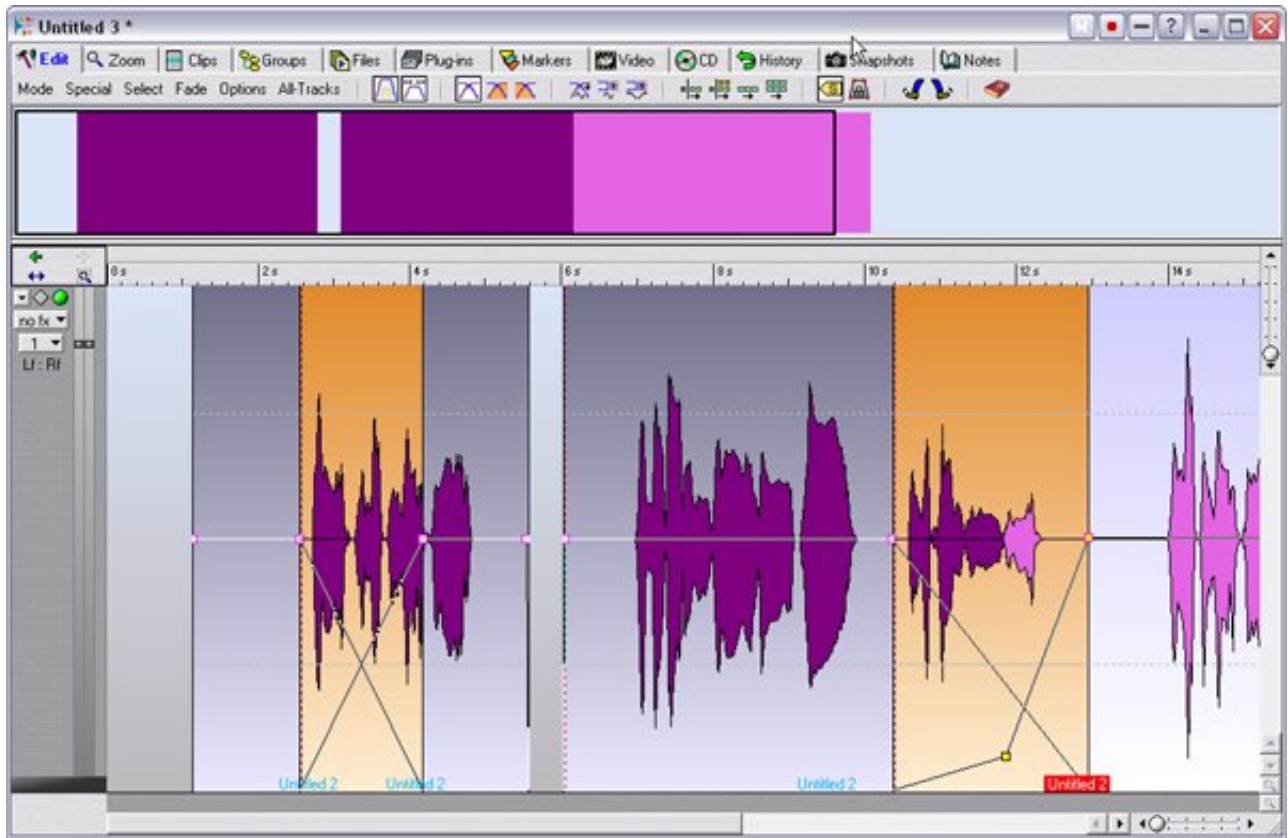 Untitled 3 *
Edit Zoom Clips Groups Files Plug-ins Markers Video CD History Snapshots Notes
Mode Special Select Fade Options All-Tracks
0 s 2 s 4 s 6 s 8 s 10 s 12 s 14 s
no fx
1
Lf : Rf
Untitled 2 Untitled 2 Untitled 2 Untitled 2